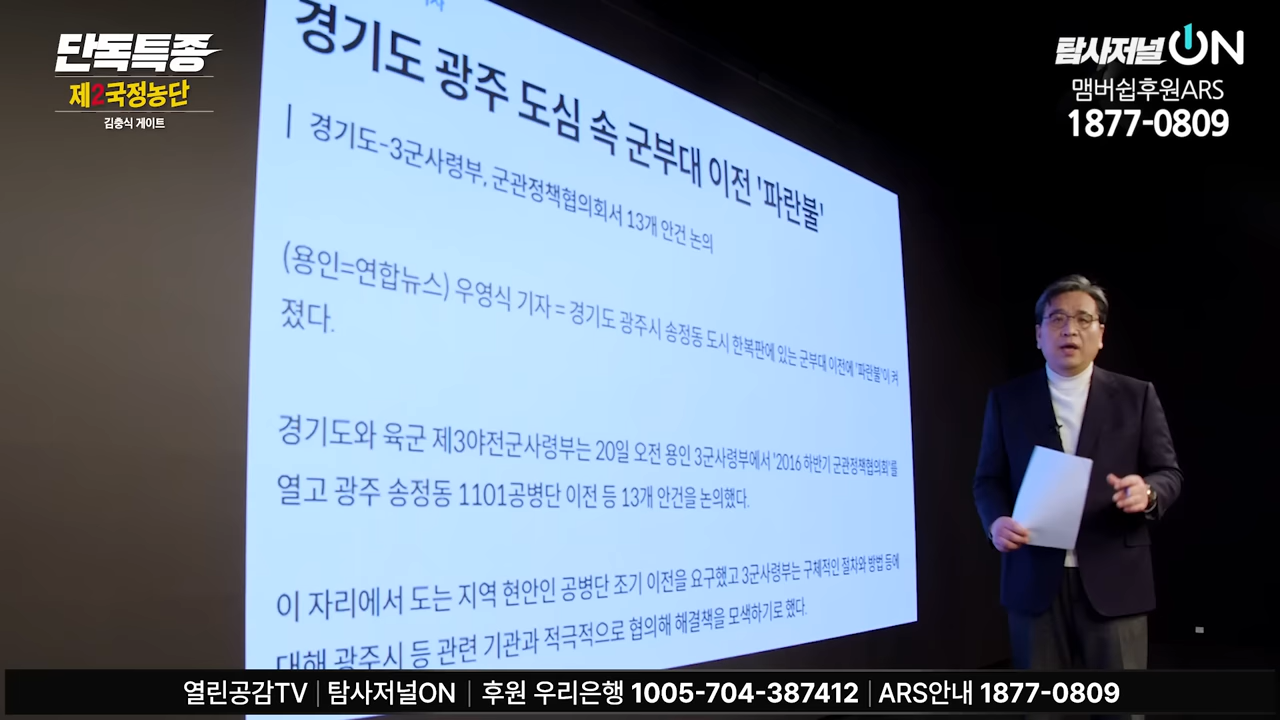 단독특종
제2국정농단
김충식 게이트
탐사저널ON
맴버쉽후원ARS
1877-0809
경기도 광주 도심 속 군부대 이전 '파란불'
경기도-3군사령부, 군관정책협의회서 13개 안건 논의
(용인=연합뉴스) 우영식 기자 = 경기도 광주시 송정동 도시 한복판에 있는 군부대 이전에 '파란불'이 켜
졌다.
경기도와 육군 제3야전군사령부는 20일 오전 용인 3군사령부에서 '2016 하반기 군관정책협의회'를
열고 광주 송정동 1101공병단 이전 등 13개 안건을 논의했다.
이 자리에서 도는 지역 현안인 공병단 조기 이전을 요구했고 3군사령부는 구체적인 절차와 방법 등에
대해 광주시 등 관련 기관과 적극적으로 협의해 해결책을 모색하기로 했다.
열린공감TV | 탐사저널ON | 후원 우리은행 1005-704-387412 | ARS안내 1877-0809